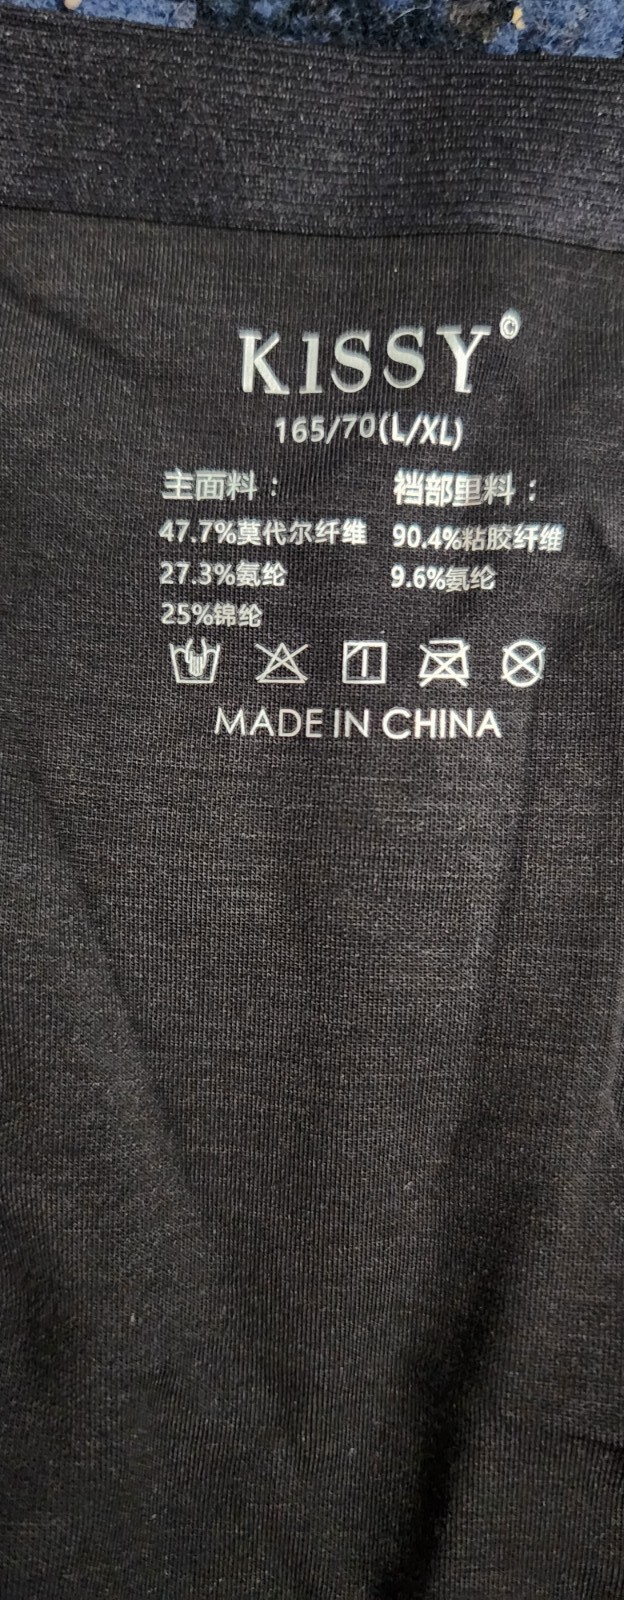 KISSY©
165/70(L/XL)
主面料：
47.7%莫代尔纤维
27.3%氨纶
25%锦纶
裆部里料：
90.4%粘胶纤维
9.6%氨纶
MADE IN CHINA